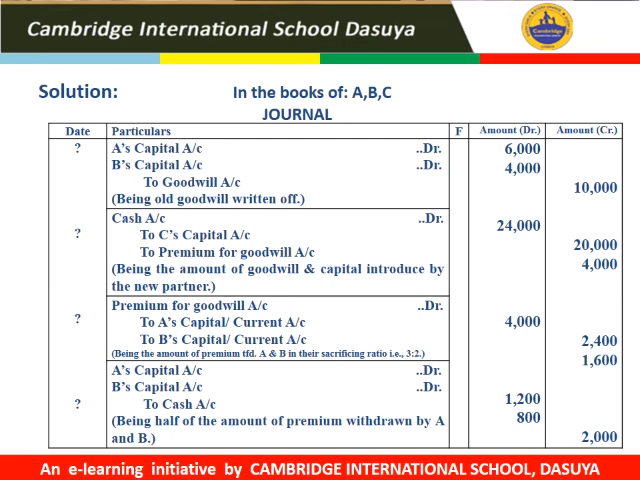 Cambridge International School Dasuya
Cambridge
Solution: In the books of: A,B,C
JOURNAL
Date Particulars F Amount (Dr.) Amount (Cr.)
? A's Capital A/c ..Dr. 6,000
B's Capital A/c ..Dr. 4,000
To Goodwill A/c 10,000
(Being old goodwill written off.)
Cash A/c ..Dr. 24,000
? To C's Capital A/c 20,000
To Premium for goodwill A/c 4,000
(Being the amount of goodwill & capital introduce by
the new partner.)
Premium for goodwill A/c ..Dr.
? To A's Capital/ Current A/c 4,000
To B's Capital/ Current A/c 2,400
(Being the amount of premium tfd. A & B in their sacrificing ratio i.e., 3:2.) 1,600
A's Capital A/c ..Dr.
B's Capital A/c ..Dr.
? To Cash A/c 1,200
(Being half of the amount of premium withdrawn by A 800
and B.) 2,000
An e-learning initiative by CAMBRIDGE INTERNATIONAL SCHOOL, DASUYA